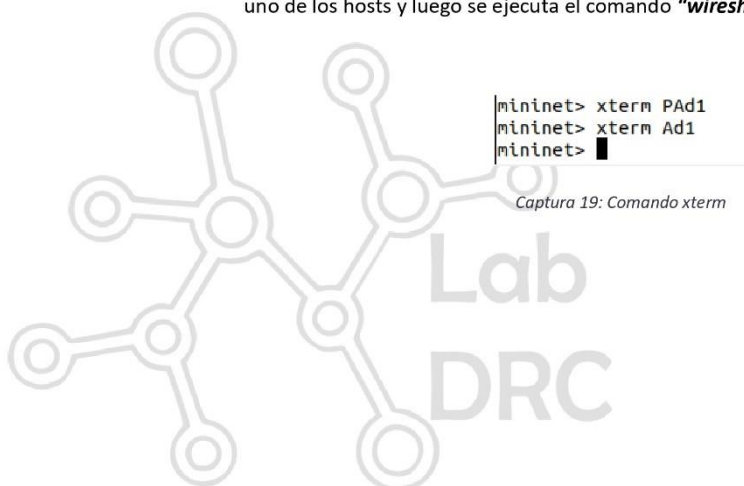 uno de los hosts y luego se ejecuta el comando "wiresh
mininet> xterm PAd1
mininet> xterm Ad1
mininet>
Captura 19: Comando xterm
Lab
DRC